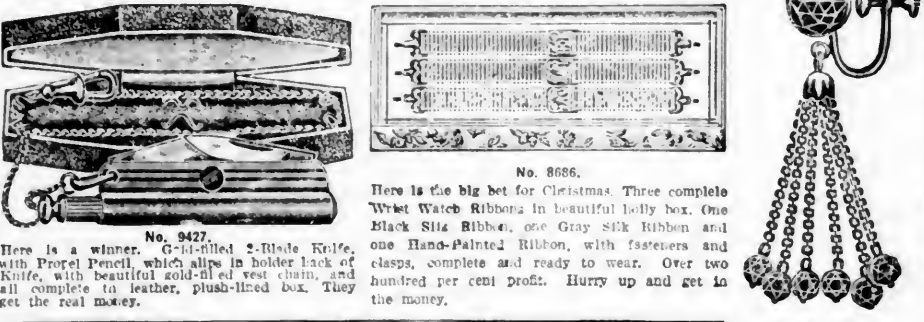 No. 9427.
Here is a winner. Gold-filled 2-Blade Knife,
with Propel Pencil, which slips in holder back of
Knife, with beautiful gold-filled vest chain, and
all complete in leather, plush-lined box. They
get the real money.
No. 8686.
Here is the big bet for Christmas. Three complete
Wrist Watch Ribbons in beautiful holly box. One
Black Silk Ribbon, one Gray Silk Ribbon and
one Hand-Painted Ribbon, with fasteners and
clasps, complete and ready to wear. Over two
hundred per cent profit. Hurry up and get in
the money.